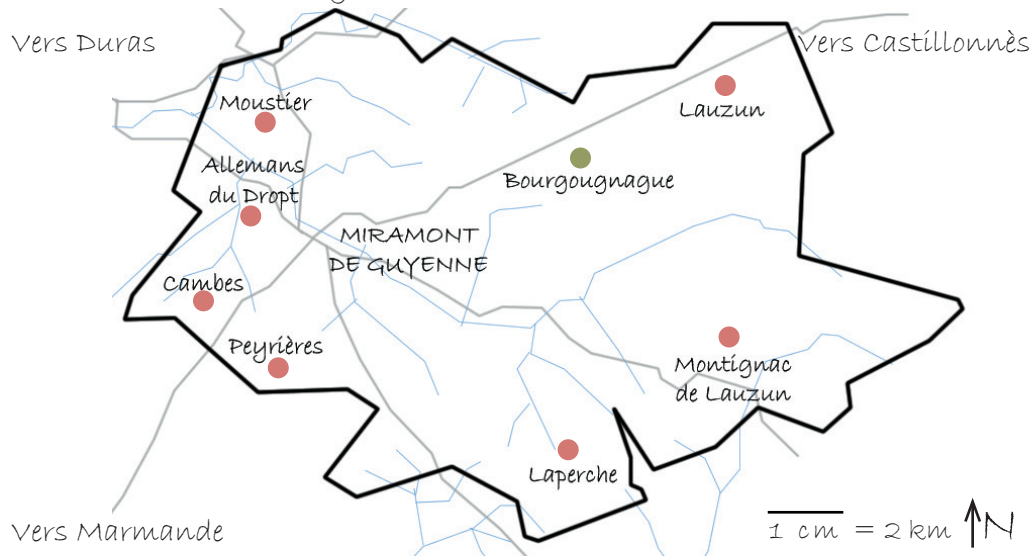 Vers Duras
Vers Castillonnès
Moustier
Lauzun
Allemans
du Dropt
Bourgougnague
MIRAMONT
DE GUYENNE
Cambes
Peyrières
Montignac
de Lauzun
Laperche
Vers Marmande
1 cm = 2 km N